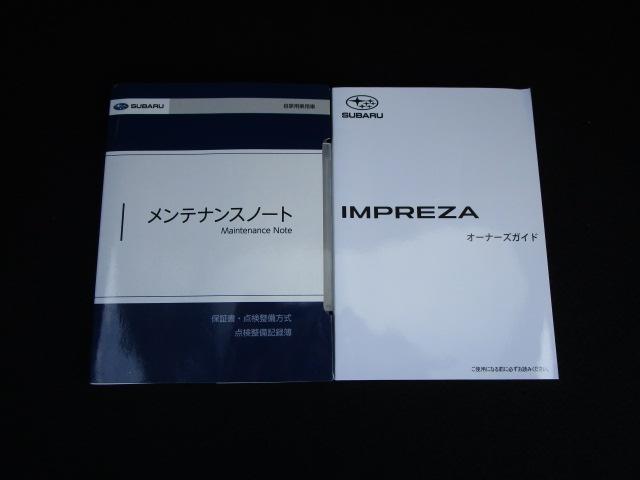 SUBARU 自家用乗用車
メンテナンスノート
Maintenance Note
保証書・点検整備方式
点検整備記録簿
SUBARU
IMPREZA
オーナーズガイド
ご使用になる前に必ずお読みください。